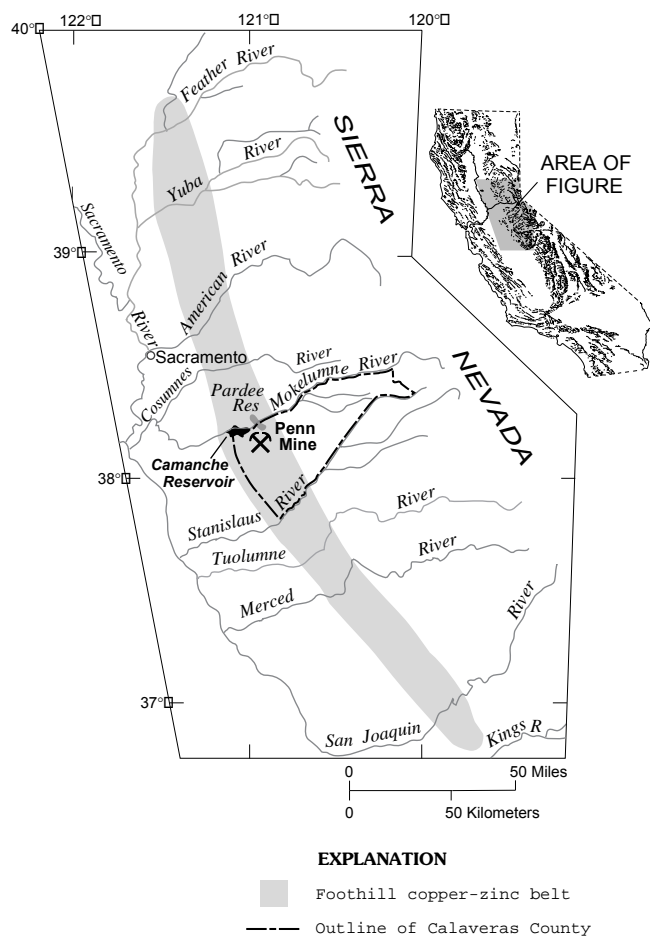 122°
121°
120°
40°
Feather River
SIERRA
Yuba
River
AREA OF
FIGURE
Sacramento
River
39°
American River
Sacramento
Cosumnes
River
NEVADA
Pardee
Res
Mokelumne River
Penn
Mine
Camanche
Reservoir
38°
Stanislaus River
River
Tuolumne
River
Merced
River
37°
San Joaquin
Kings R
0 50 Miles
0 50 Kilometers
EXPLANATION
Foothill copper-zinc belt
Outline of Calaveras County